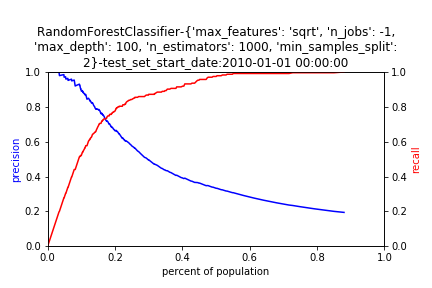 RandomForestClassifier-{'max_features': 'sqrt', 'n_jobs': -1,
'max_depth': 100, 'n_estimators': 1000, 'min_samples_split':
2}-test_set_start_date:2010-01-01 00:00:00
1.0
0.8
0.6
0.4
0.2
0.0
precision
1.0
0.8
0.6
0.4
0.2
0.0
recall
0.0 0.2 0.4 0.6 0.8 1.0
percent of population